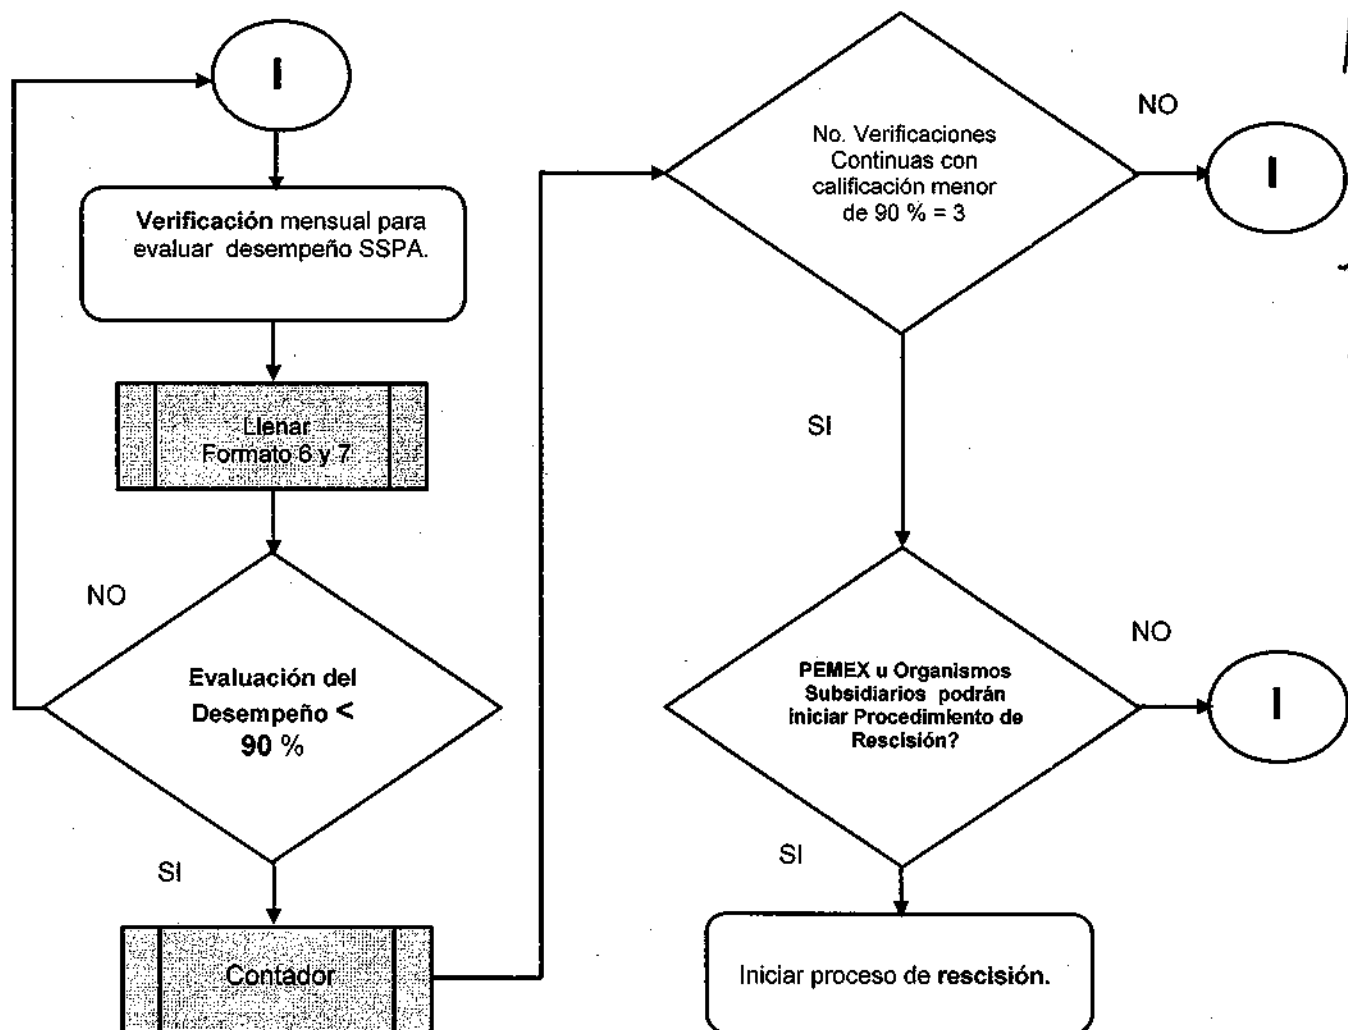 I
Verificación mensual para
evaluar desempeño SSPA.
Llenar
Formato 6 y 7
NO
Evaluación del
Desempeño <
90 %
SI
Contador
No. Verificaciones
Continuas con
calificación menor
de 90 % = 3
NO
I
SI
PEMEX u Organismos
Subsidiarios podrán
iniciar Procedimiento de
Rescisión?
NO
I
SI
Iniciar proceso de rescisión.